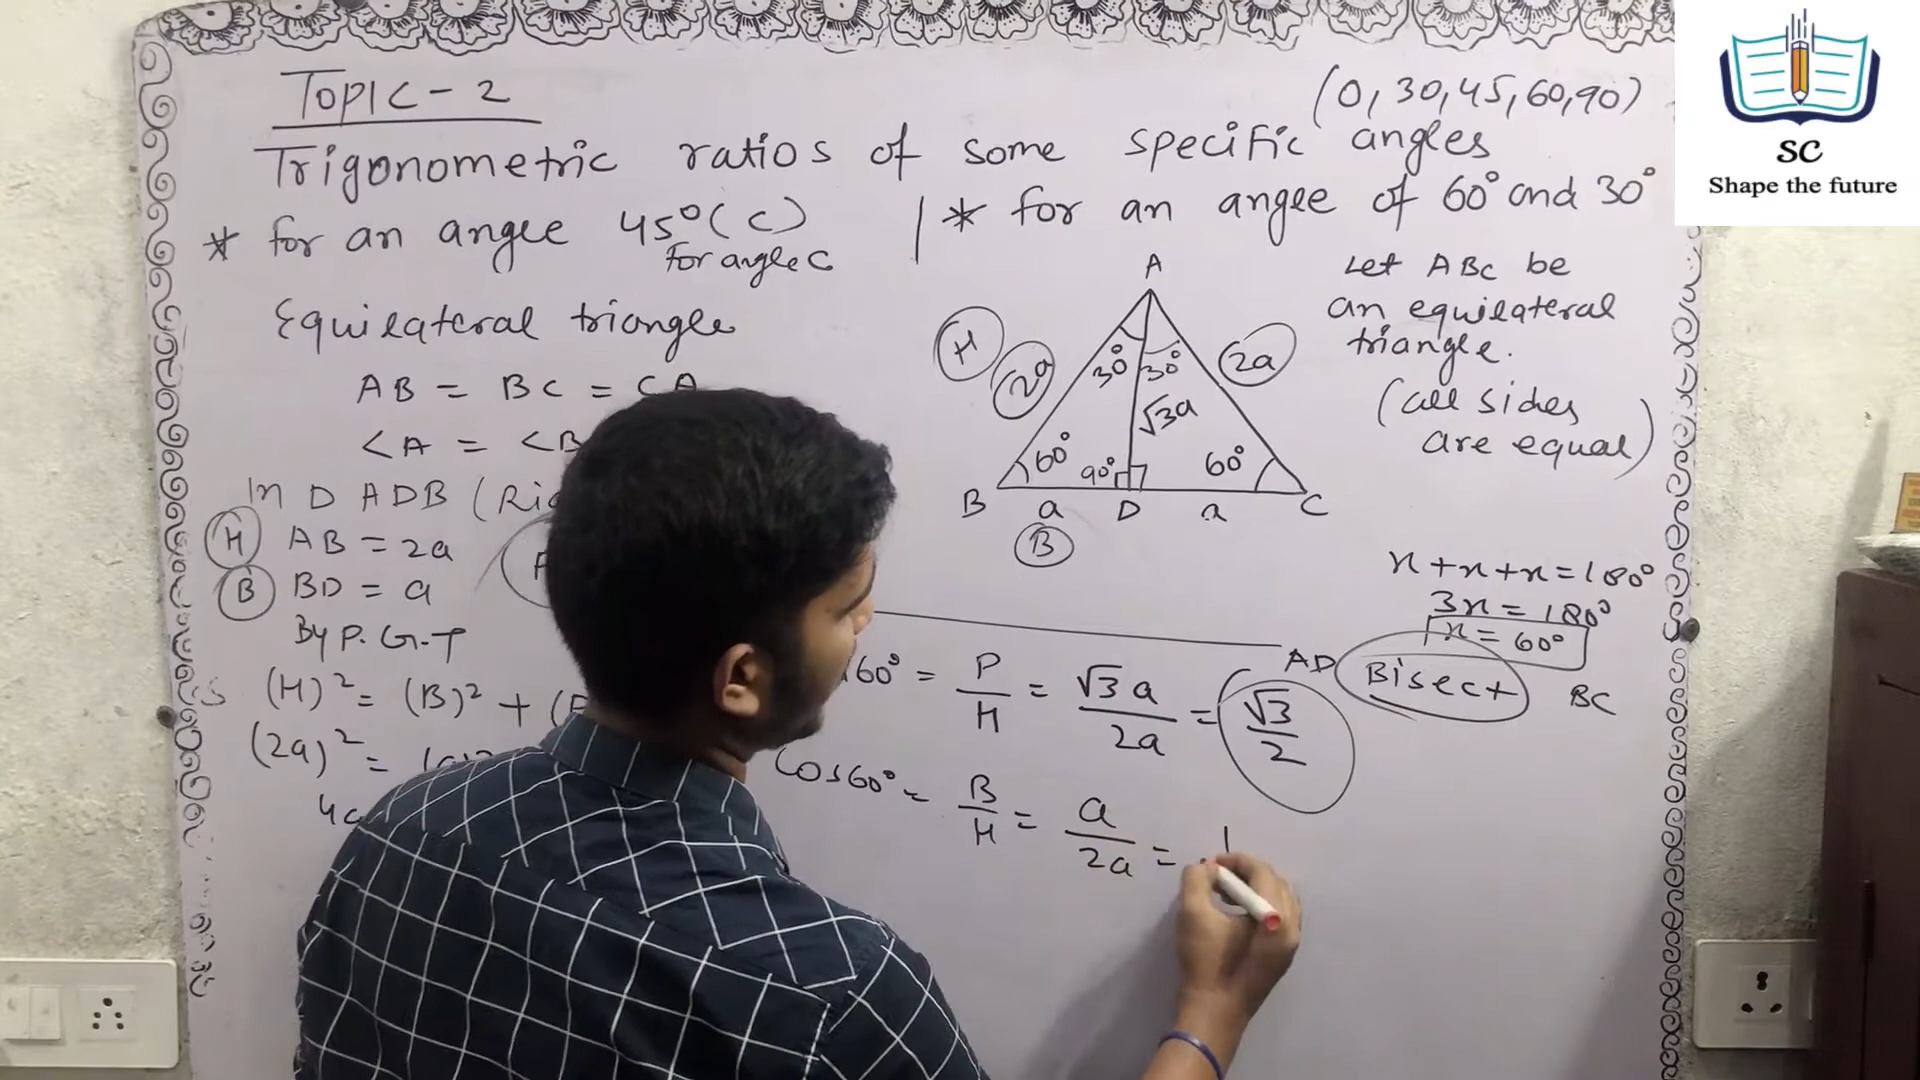 TOPIC-2
(0, 30, 45, 60, 90)
Trigonometric ratios of some specific angles
* for an angle 45° (C)
for angle C
* for an angle of 60° and 30°
Equilateral triangle
AB = BC = CA
<A = <B
In D ADB (Rig
(H) AB = 2a
(B) BD = a
By P.G.T
(H)² = (B)² + (P
(2a)² = (a)²
4a
A
H
2a
2a
30° 30°
√3a
60° 90° 60°
B a D a C
B
Let ABC be
an equilateral
triangle.
(all sides
are equal)
x + x + x = 180°
3x = 180°
x = 60°
AD Bisect BC
60° = P/H = √3a/2a = √3/2
Cos60° = B/H = a/2a = 1
SC
Shape the future